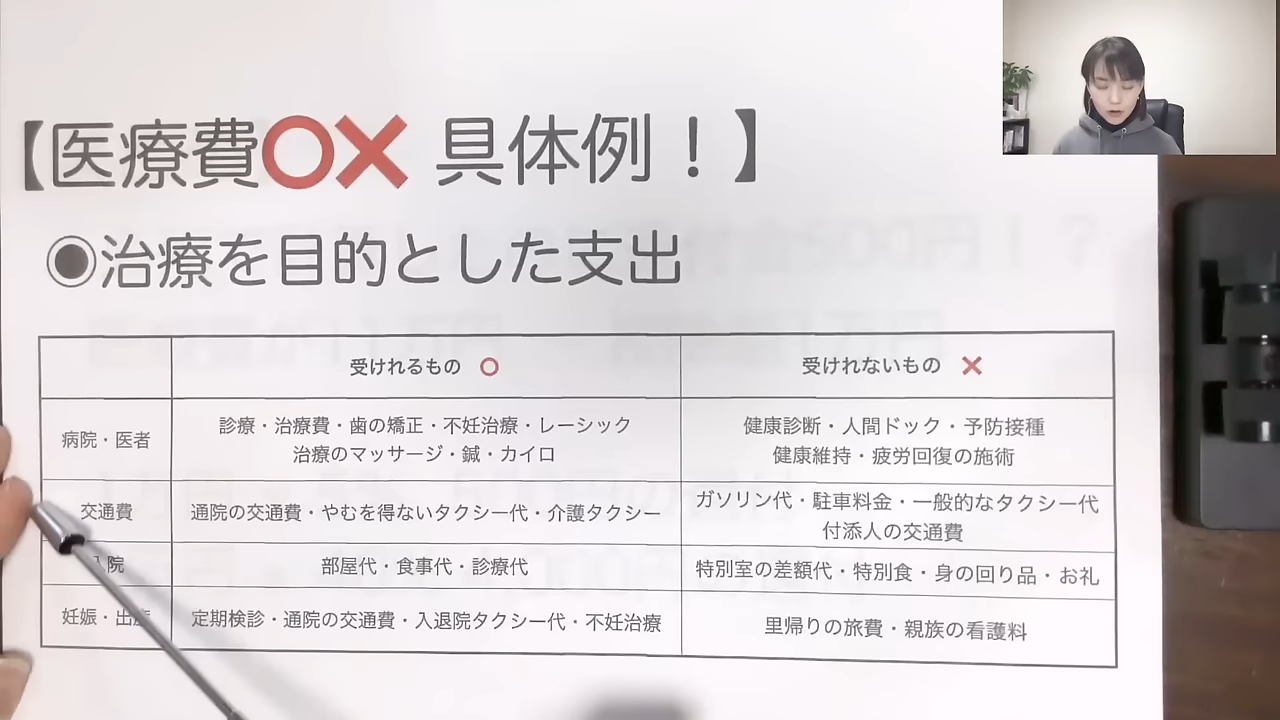 【医療費⭕❌ 具体例！】
◉治療を目的とした支出
受けれるもの ⭕
受けれないもの ❌
病院・医者
診療・治療費・歯の矯正・不妊治療・レーシック
治療のマッサージ・鍼・カイロ
健康診断・人間ドック・予防接種
健康維持・疲労回復の施術
交通費
通院の交通費・やむを得ないタクシー代・介護タクシー
ガソリン代・駐車料金・一般的なタクシー代
付添人の交通費
入院
部屋代・食事代・診療代
特別室の差額代・特別食・身の回り品・お礼
妊娠・出産
定期検診・通院の交通費・入退院タクシー代・不妊治療
里帰りの旅費・親族の看護料